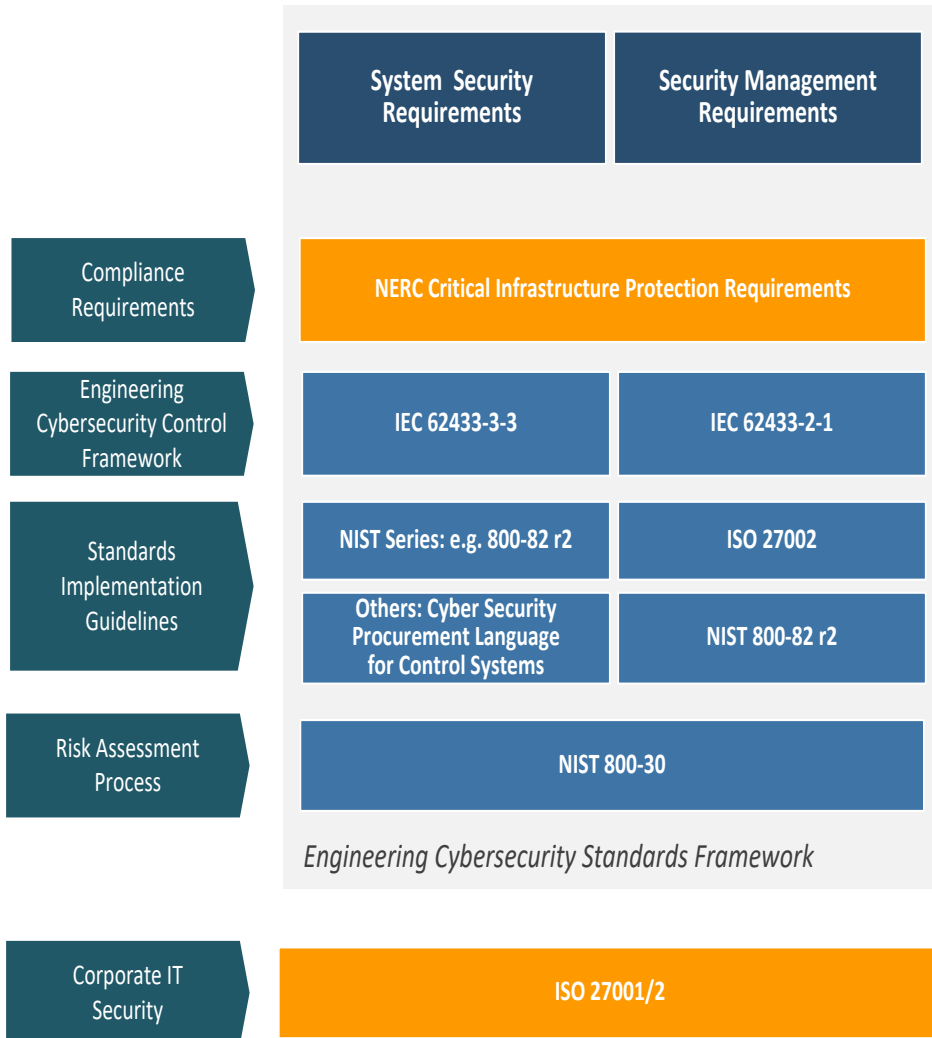 System Security
Requirements
Security Management
Requirements
Compliance
Requirements
NERC Critical Infrastructure Protection Requirements
Engineering
Cybersecurity Control
Framework
IEC 62433-3-3
IEC 62433-2-1
Standards
Implementation
Guidelines
NIST Series: e.g. 800-82 r2
ISO 27002
Others: Cyber Security
Procurement Language
for Control Systems
NIST 800-82 r2
Risk Assessment
Process
NIST 800-30
Engineering Cybersecurity Standards Framework
Corporate IT
Security
ISO 27001/2